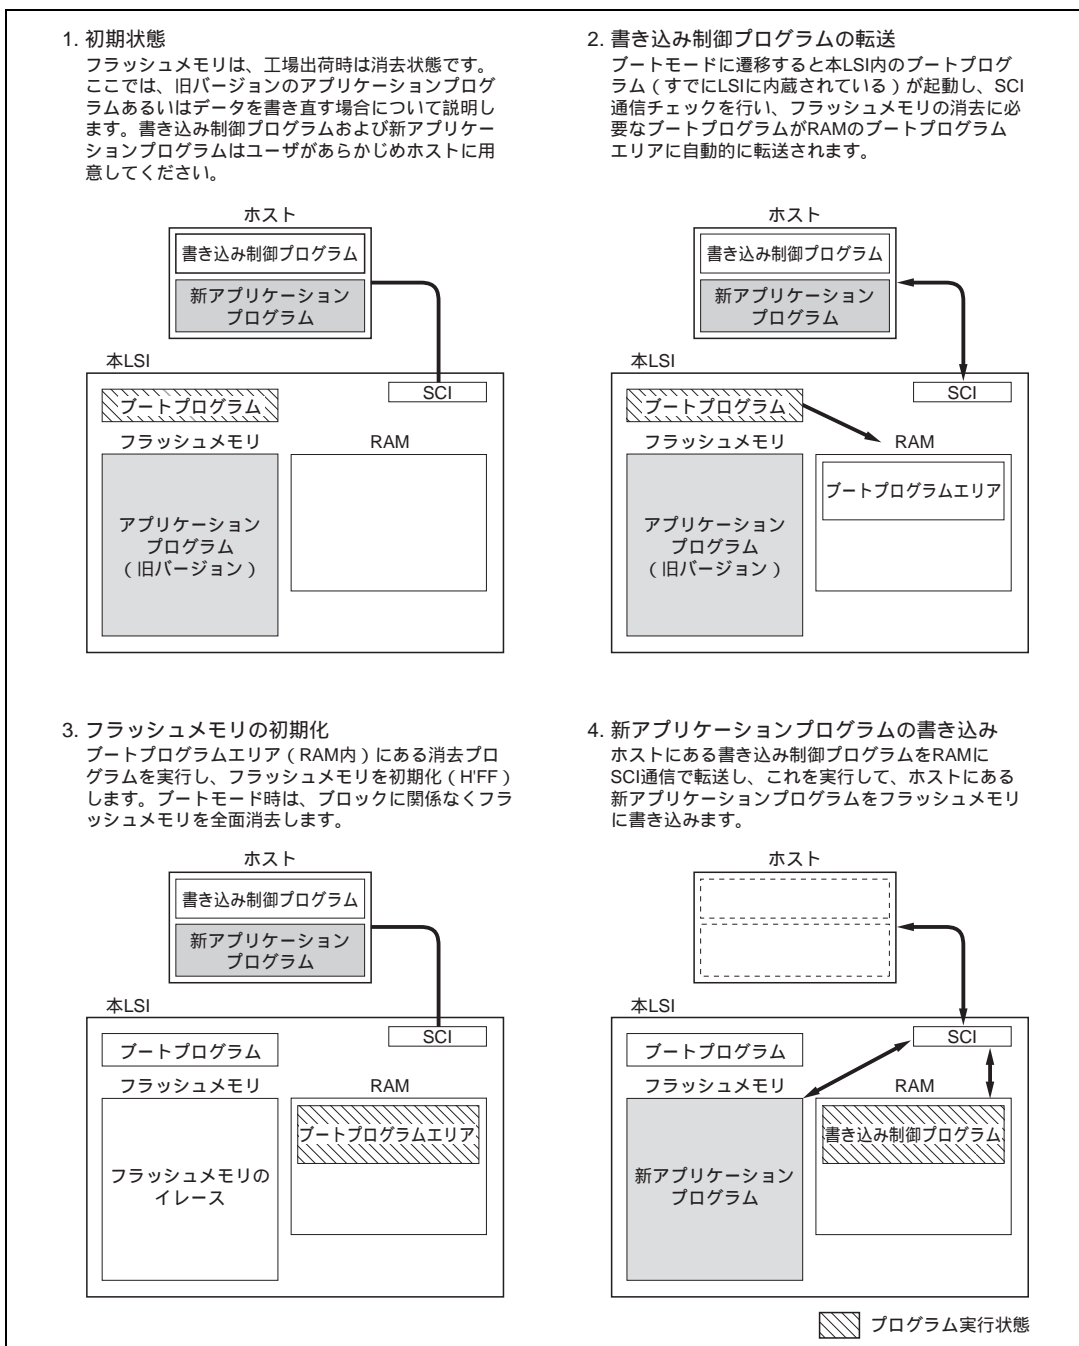 1. 初期状態
フラッシュメモリは、工場出荷時は消去状態です。
ここでは、旧バージョンのアプリケーションプログ
ラムあるいはデータを書き直す場合について説明し
ます。書き込み制御プログラムおよび新アプリケー
ションプログラムはユーザがあらかじめホストに用
意してください。
ホスト
書き込み制御プログラム
新アプリケーション
プログラム
本LSI
SCI
ブートプログラム
フラッシュメモリ
RAM
アプリケーション
プログラム
(旧バージョン)
2. 書き込み制御プログラムの転送
ブートモードに遷移すると本LSI内のブートプログ
ラム(すでにLSIに内蔵されている)が起動し、SCI
通信チェックを行い、フラッシュメモリの消去に必
要なブートプログラムがRAMのブートプログラム
エリアに自動的に転送されます。
ホスト
書き込み制御プログラム
新アプリケーション
プログラム
本LSI
SCI
ブートプログラム
フラッシュメモリ
RAM
ブートプログラムエリア
アプリケーション
プログラム
(旧バージョン)
3. フラッシュメモリの初期化
ブートプログラムエリア(RAM内)にある消去プロ
グラムを実行し、フラッシュメモリを初期化(H'FF)
します。ブートモード時は、ブロックに関係なくフラ
ッシュメモリを全面消去します。
ホスト
書き込み制御プログラム
新アプリケーション
プログラム
本LSI
SCI
ブートプログラム
フラッシュメモリ
RAM
ブートプログラムエリア
フラッシュメモリの
イレース
4. 新アプリケーションプログラムの書き込み
ホストにある書き込み制御プログラムをRAMに
SCI通信で転送し、これを実行して、ホストにある
新アプリケーションプログラムをフラッシュメモリ
に書き込みます。
ホスト
本LSI
SCI
ブートプログラム
フラッシュメモリ
RAM
書き込み制御プログラム
新アプリケーション
プログラム
プログラム実行状態